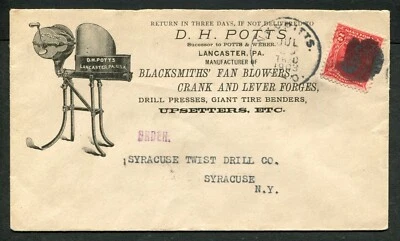 RETURN IN THREE DAYS, IF NOT DELIVERED TO
D. H. POTTS,
Successor to POTTS & WEBER,
LANCASTER, PA.
MANUFACTURER OF
BLACKSMITHS' FAN BLOWERS,
CRANK AND LEVER FORGES,
DRILL PRESSES, GIANT TIRE BENDERS,
UPSETTERS, ETC.
D.H. POTTS
LANCASTER, PA. U.S.A.
JUL
ORDER.
SYRACUSE TWIST DRILL CO.
SYRACUSE
N.Y.